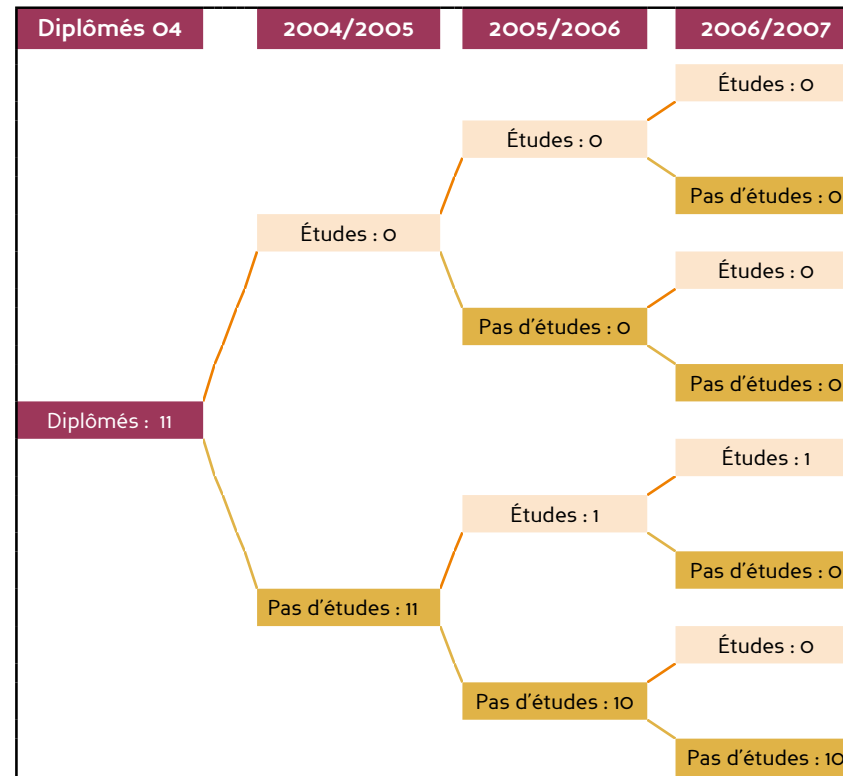 Diplômés 04 2004/2005 2005/2006 2006/2007
Études : 0
Études : 0
Pas d'études : 0
Études : 0
Études : 0
Pas d'études : 0
Pas d'études : 0
Diplômés : 11
Études : 1
Études : 1
Pas d'études : 0
Pas d'études : 11
Études : 0
Pas d'études : 10
Pas d'études : 10